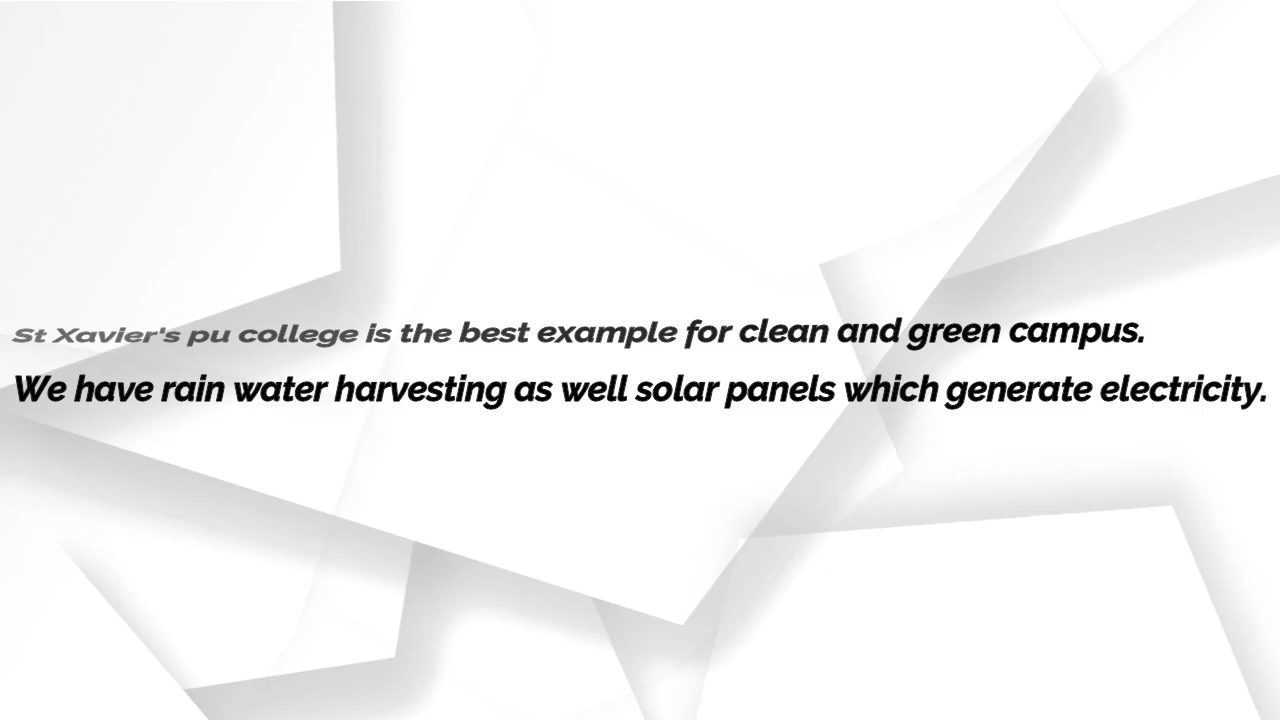 St Xavier's pu college is the best example for clean and green campus.
We have rain water harvesting as well solar panels which generate electricity.